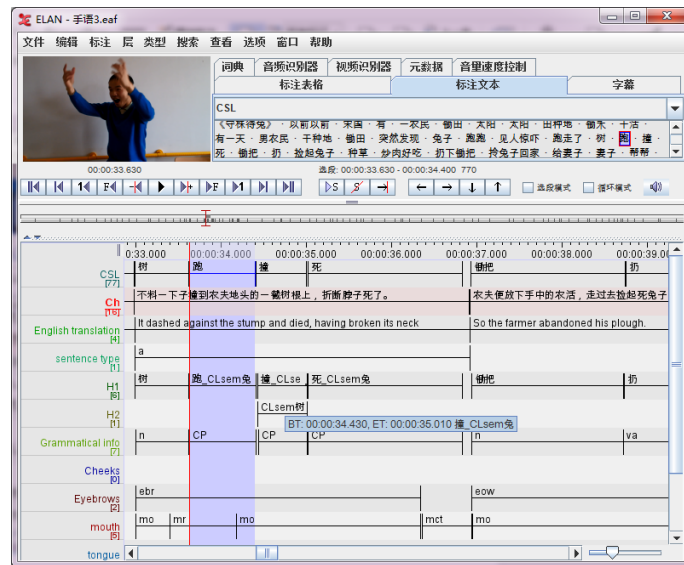 ELAN - 手语3.eaf
文件 编辑 标注 层 类型 搜索 查看 选项 窗口 帮助
词典 音频识别器 视频识别器 元数据 音量速度控制
标注表格 标注文本 字幕
CSL
《守株待兔》 · 以前以前 · 宋国 · 有 · 一农民 · 锄田 · 太阳 · 太阳 · 田种地 · 锄禾 · 干活 ·
有一天 · 男农民 · 干种地 · 锄田 · 突然发现 · 兔子 · 跑跑 · 见人惊吓 · 跑走了 · 树 · 跑 · 撞 ·
死 · 锄把 · 扔 · 捡起兔子 · 种草 · 炒肉好吃 · 扔下锄把 · 拎兔子回家 · 给妻子 · 妻子 · 帮帮 ·
00:00:33.630
选段: 00:00:33.630 - 00:00:34.400 770
选段模式 循环模式
0:33.000 00:00:34.000 00:00:35.000 00:00:36.000 00:00:37.000 00:00:38.000 00:00:39.0
CSL [77] 树 跑 撞 死 锄把 扔
Ch [16] 不料一下子撞到农夫地头的一截树根上，折断脖子死了。 农夫便放下手中的农活，走过去捡起死兔子
English translation [4] It dashed against the stump and died, having broken its neck So the farmer abandoned his plough.
sentence type [1] a
H1 [6] 树 跑_CLsem兔 撞_CLse 死_CLsem兔 锄把 扔
H2 [1] CLsem树
BT: 00:00:34.430, ET: 00:00:35.010 撞_CLsem兔
Grammatical info [7] n CP CP CP n va
Cheeks [0]
Eyebrows [2] ebr eow
mouth [5] mo mr mo mct mo
tongue